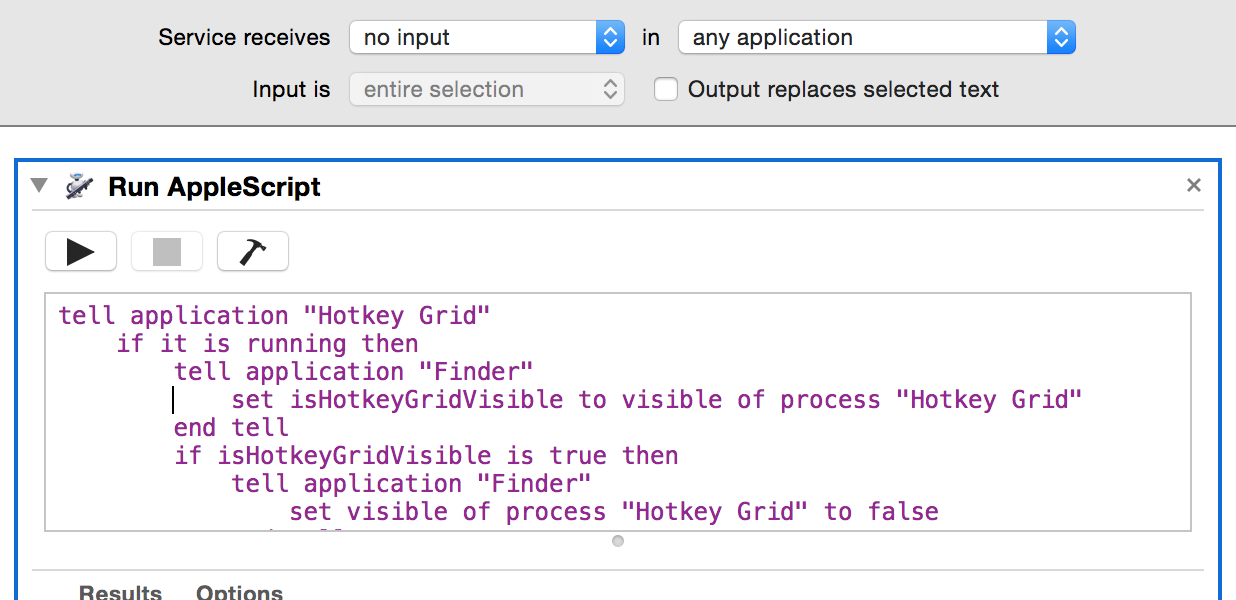 Service receives no input in any application
Input is entire selection Output replaces selected text
Run AppleScript
tell application "Hotkey Grid"
if it is running then
tell application "Finder"
set isHotkeyGridVisible to visible of process "Hotkey Grid"
end tell
if isHotkeyGridVisible is true then
tell application "Finder"
set visible of process "Hotkey Grid" to false
Results Options